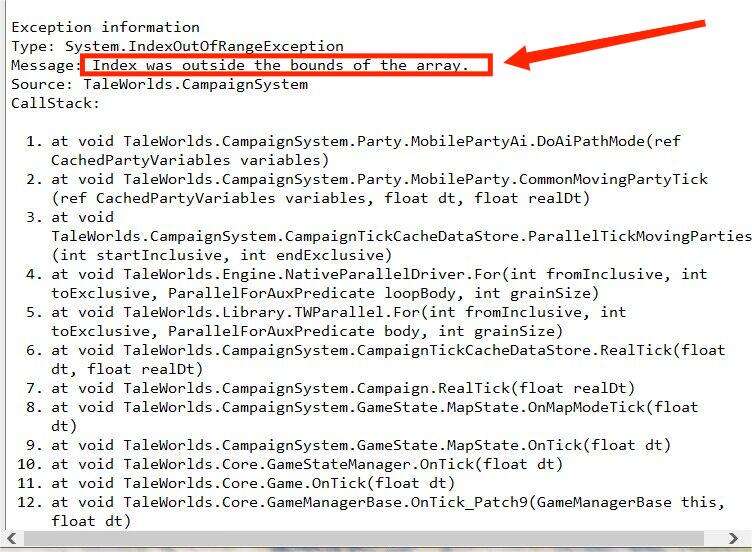 Exception information
Type: System.IndexOutOfRangeException
Message: Index was outside the bounds of the array.
Source: TaleWorlds.CampaignSystem
CallStack:
1. at void TaleWorlds.CampaignSystem.Party.MobilePartyAi.DoAiPathMode(ref
CachedPartyVariables variables)
2. at void TaleWorlds.CampaignSystem.Party.MobileParty.CommonMovingPartyTick
(ref CachedPartyVariables variables, float dt, float realDt)
3. at void
TaleWorlds.CampaignSystem.CampaignTickCacheDataStore.ParallelTickMovingParties
(int startInclusive, int endExclusive)
4. at void TaleWorlds.Engine.NativeParallelDriver.For(int fromInclusive, int
toExclusive, ParallelForAuxPredicate loopBody, int grainSize)
5. at void TaleWorlds.Library.TWParallel.For(int fromInclusive, int
toExclusive, ParallelForAuxPredicate body, int grainSize)
6. at void TaleWorlds.CampaignSystem.CampaignTickCacheDataStore.RealTick(float
dt, float realDt)
7. at void TaleWorlds.CampaignSystem.Campaign.RealTick(float realDt)
8. at void TaleWorlds.CampaignSystem.GameState.MapState.OnMapModeTick(float
dt)
9. at void TaleWorlds.CampaignSystem.GameState.MapState.OnTick(float dt)
10. at void TaleWorlds.Core.GameStateManager.OnTick(float dt)
11. at void TaleWorlds.Core.Game.OnTick(float dt)
12. at void TaleWorlds.Core.GameManagerBase.OnTick_Patch9(GameManagerBase this,
float dt)